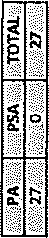 PA PSA TOTAL
27 0 27